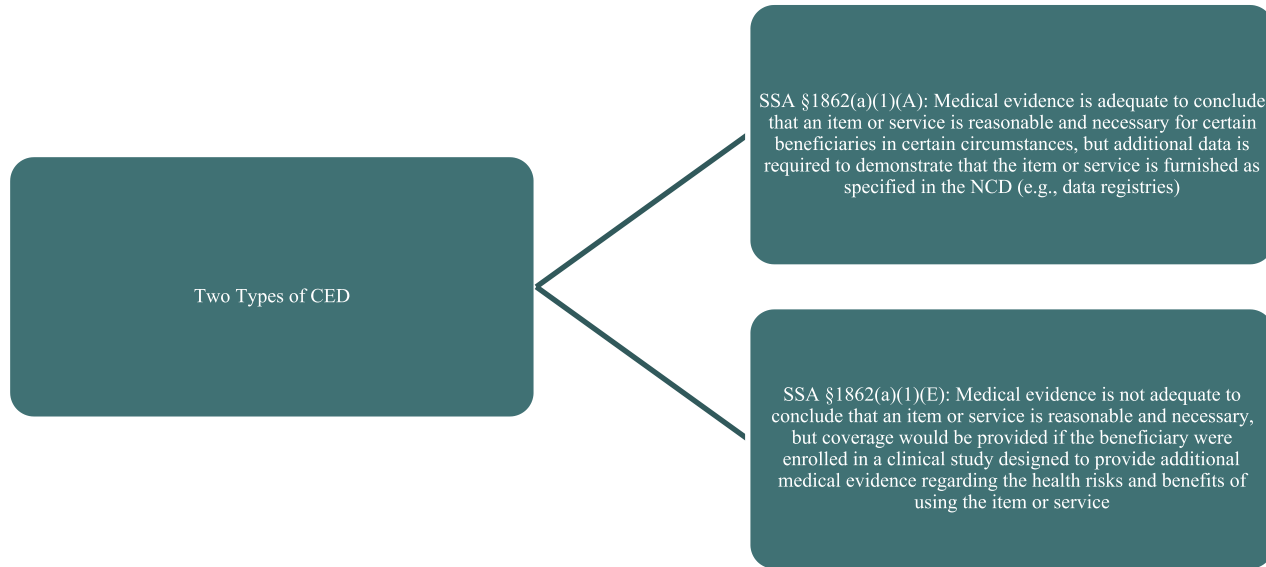 Two Types of CED
SSA §1862(a)(1)(A): Medical evidence is adequate to conclude
that an item or service is reasonable and necessary for certain
beneficiaries in certain circumstances, but additional data is
required to demonstrate that the item or service is furnished as
specified in the NCD (e.g., data registries)
SSA §1862(a)(1)(E): Medical evidence is not adequate to
conclude that an item or service is reasonable and necessary,
but coverage would be provided if the beneficiary were
enrolled in a clinical study designed to provide additional
medical evidence regarding the health risks and benefits of
using the item or service